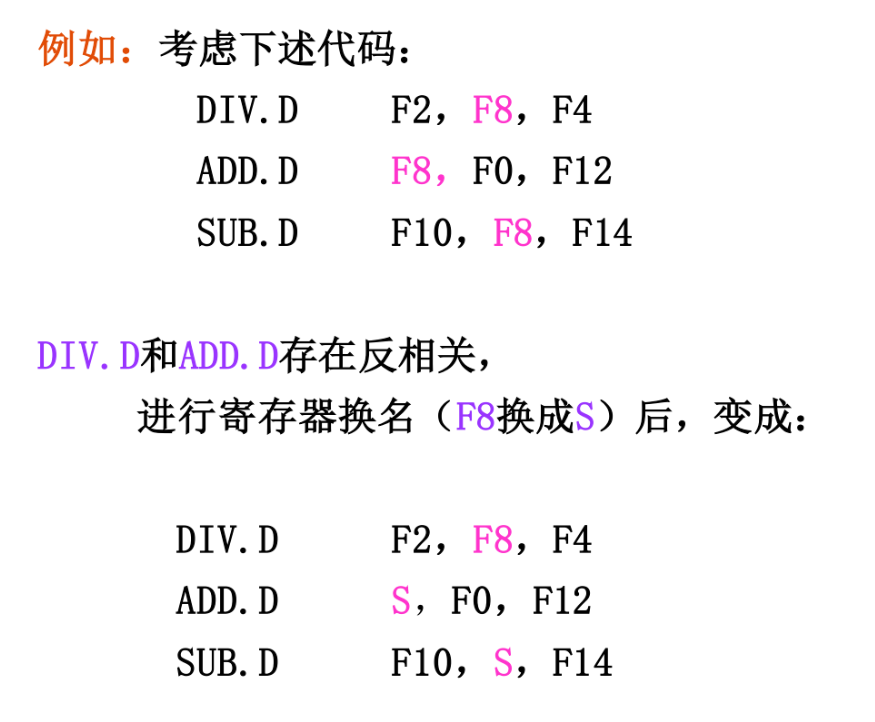 例如：考虑下述代码：
DIV.D F2，F8，F4
ADD.D F8，F0，F12
SUB.D F10，F8，F14
DIV.D和ADD.D存在反相关，
进行寄存器换名（F8换成S）后，变成：
DIV.D F2，F8，F4
ADD.D S，F0，F12
SUB.D F10，S，F14